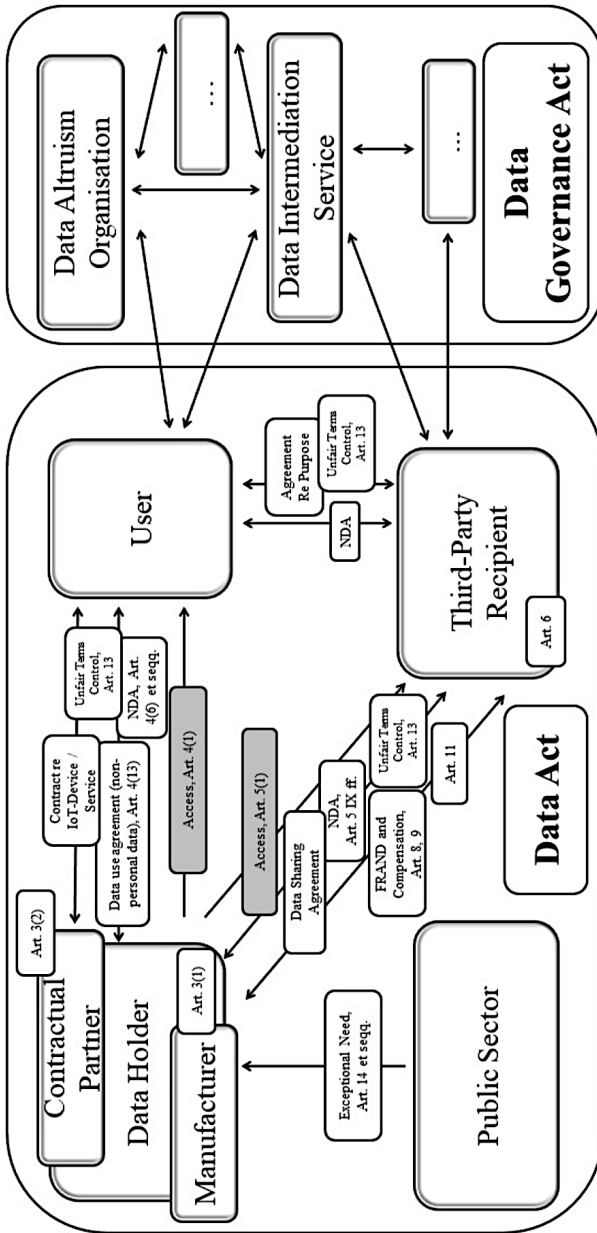 Art. 3(2)
Contractual
Partner
Data Holder
Art. 3(1)
Manufacturer
Contract re
IoT-Device /
Service
Unfair Terms
Control,
Art. 13
Data use agreement (non-
personal data), Art. 4(13)
NDA, Art.
4(6) et seqq.
Access, Art. 4(1)
Access, Art. 5(1)
User
NDA,
Art. 5 IX ff.
Data Sharing
Agreement
Unfair Terms
Control,
Art. 13
FRAND and
Compensation,
Art. 8, 9
Art. 11
Agreement
Re Purpose
Unfair Terms
Control,
Art. 13
NDA
Exceptional Need,
Art. 14 et seqq.
Public Sector
Third-Party
Recipient
Art. 6
Data Act
Data Altruism
Organisation
...
Data Intermediation
Service
...
Data
Governance Act